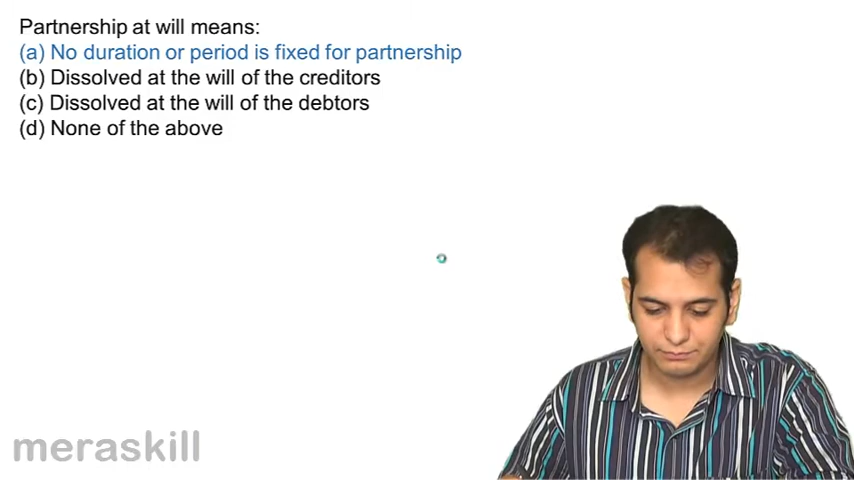 Partnership at will means:
(a) No duration or period is fixed for partnership
(b) Dissolved at the will of the creditors
(c) Dissolved at the will of the debtors
(d) None of the above
meraskill